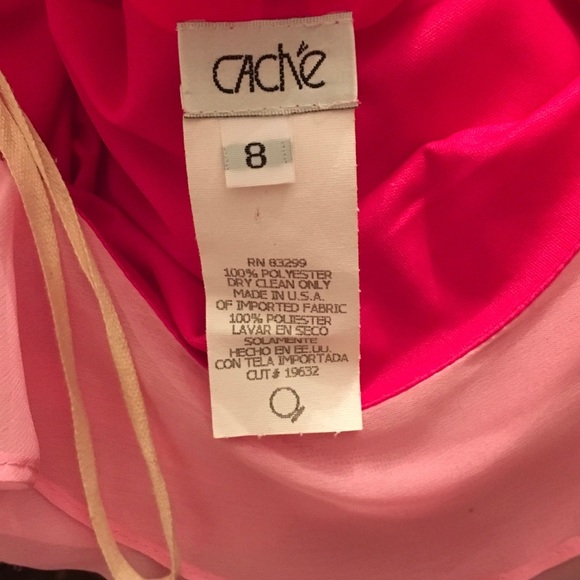 CAChé
8
RN 83299
100% POLYESTER
DRY CLEAN ONLY
MADE IN U.S.A.
OF IMPORTED FABRIC
100% POLIESTER
LAVAR EN SECO
SOLAMENTE
HECHO EN EE.UU.
CON TELA IMPORTADA
CUT# 19632